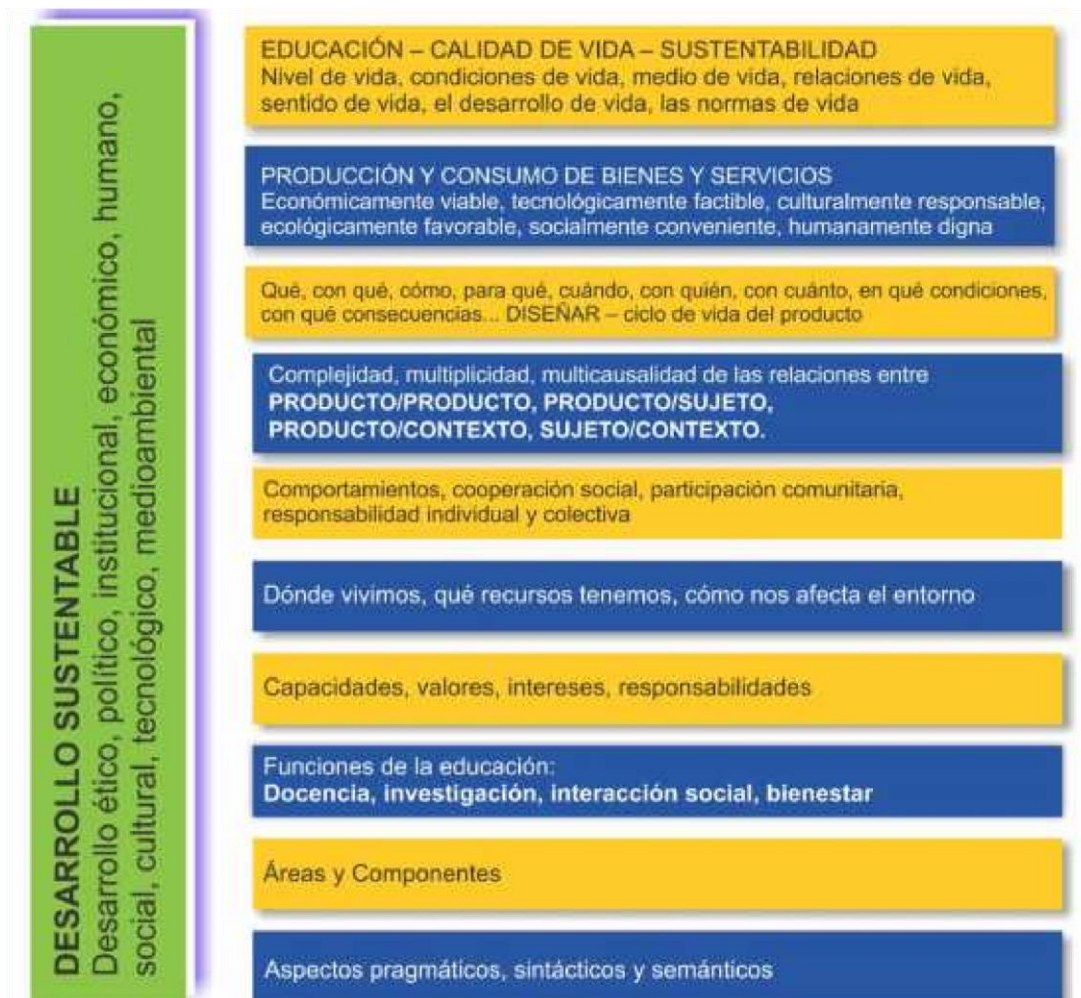 DESARROLLO SUSTENTABLE
Desarrollo ético, político, institucional, económico, humano,
social, cultural, tecnológico, medioambiental
EDUCACIÓN – CALIDAD DE VIDA – SUSTENTABILIDAD
Nivel de vida, condiciones de vida, medio de vida, relaciones de vida,
sentido de vida, el desarrollo de vida, las normas de vida
PRODUCCIÓN Y CONSUMO DE BIENES Y SERVICIOS
Económicamente viable, tecnológicamente factible, culturalmente responsable,
ecológicamente favorable, socialmente conveniente, humanamente digna
Qué, con qué, cómo, para qué, cuándo, con quién, con cuánto, en qué condiciones,
con qué consecuencias... DISEÑAR – ciclo de vida del producto
Complejidad, multiplicidad, multicausalidad de las relaciones entre
PRODUCTO/PRODUCTO, PRODUCTO/SUJETO,
PRODUCTO/CONTEXTO, SUJETO/CONTEXTO.
Comportamientos, cooperación social, participación comunitaria,
responsabilidad individual y colectiva
Dónde vivimos, qué recursos tenemos, cómo nos afecta el entorno
Capacidades, valores, intereses, responsabilidades
Funciones de la educación:
Docencia, investigación, interacción social, bienestar
Áreas y Componentes
Aspectos pragmáticos, sintácticos y semánticos